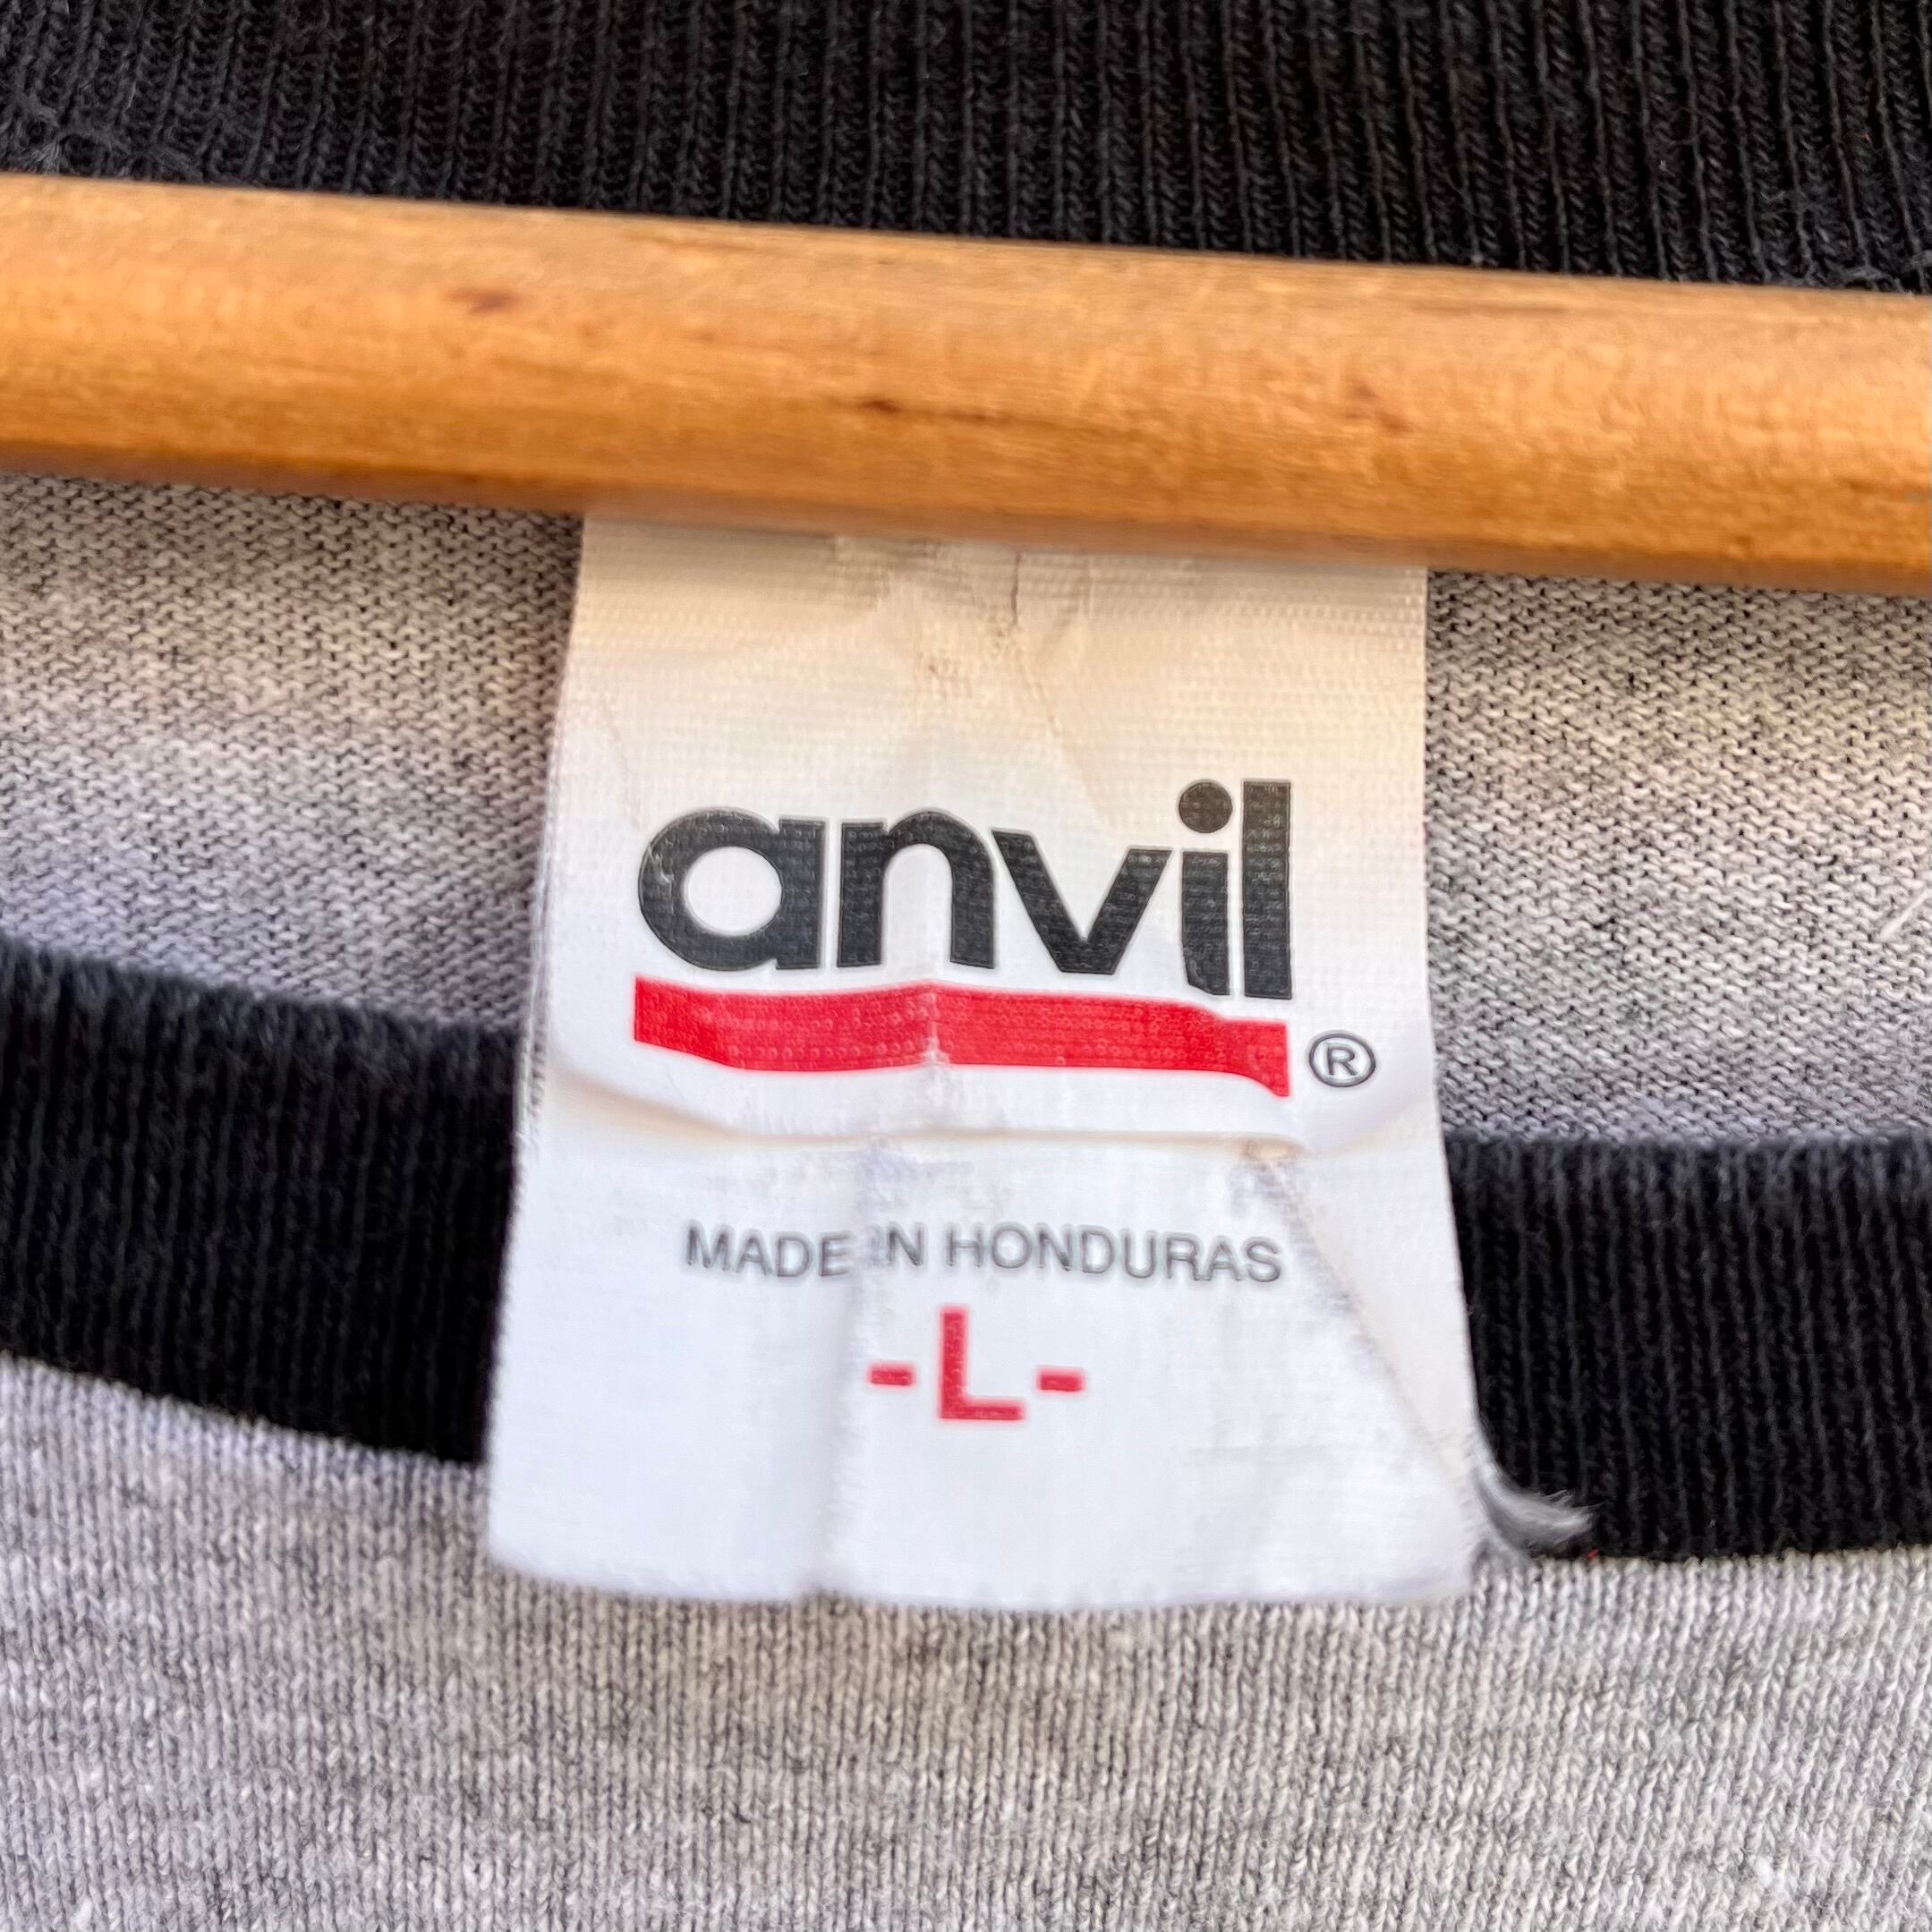 anvil
®
MADE IN HONDURAS
-L-